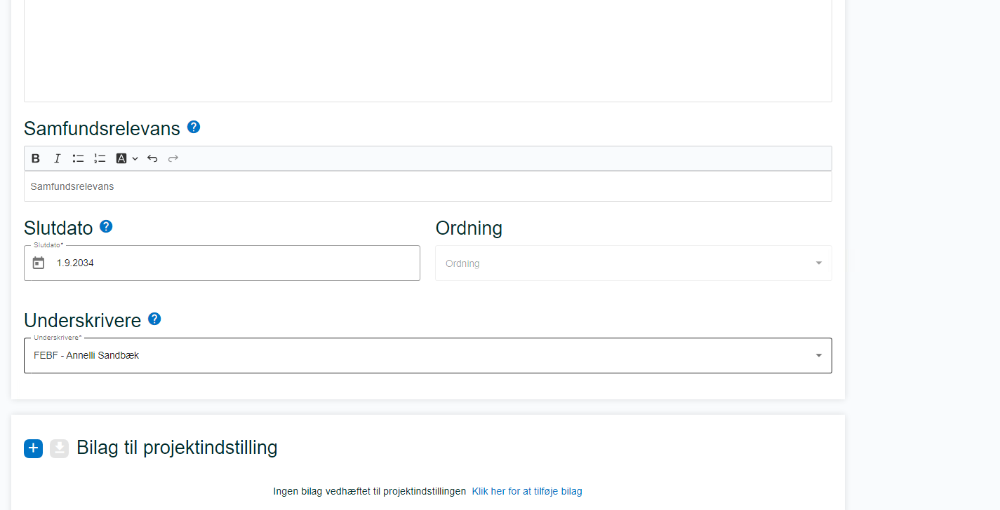 Samfundsrelevans ?
B I A
Samfundsrelevans
Slutdato ?
Ordning
Slutdato*
1.9.2034
Ordning
Underskrivere ?
Underskrivere*
FEBF - Annelli Sandbæk
Bilag til projektindstilling
Ingen bilag vedhæftet til projektindstillingen Klik her for at tilføje bilag